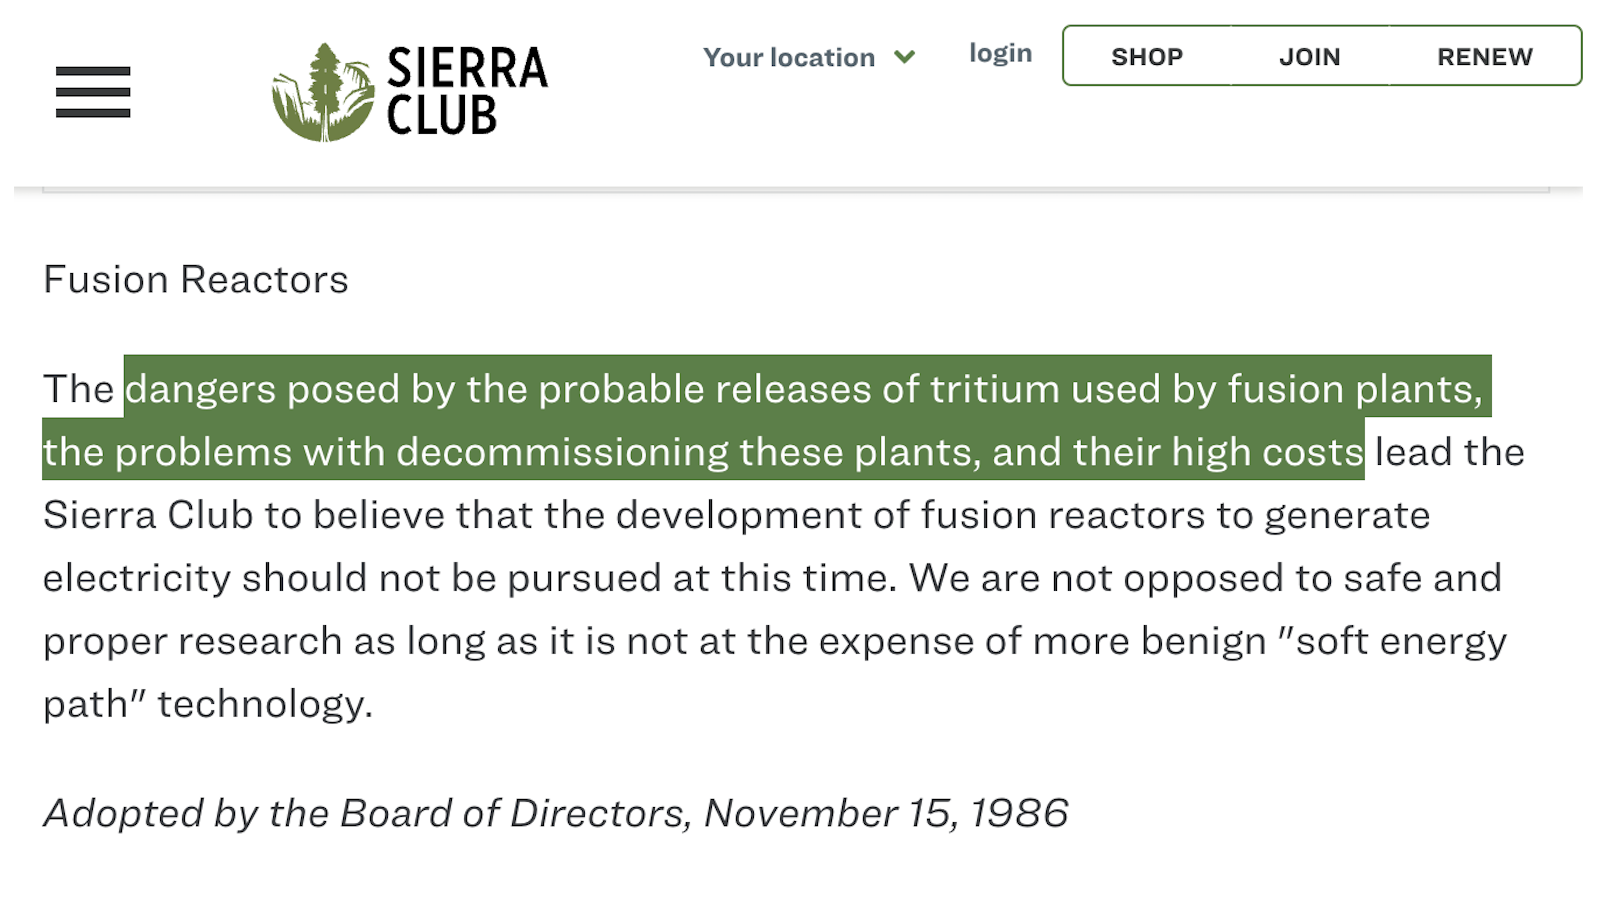 SIERRA
CLUB
Your location
login
SHOP
JOIN
RENEW
Fusion Reactors
The dangers posed by the probable releases of tritium used by fusion plants,
the problems with decommissioning these plants, and their high costs lead the
Sierra Club to believe that the development of fusion reactors to generate
electricity should not be pursued at this time. We are not opposed to safe and
proper research as long as it is not at the expense of more benign "soft energy
path" technology.
Adopted by the Board of Directors, November 15, 1986